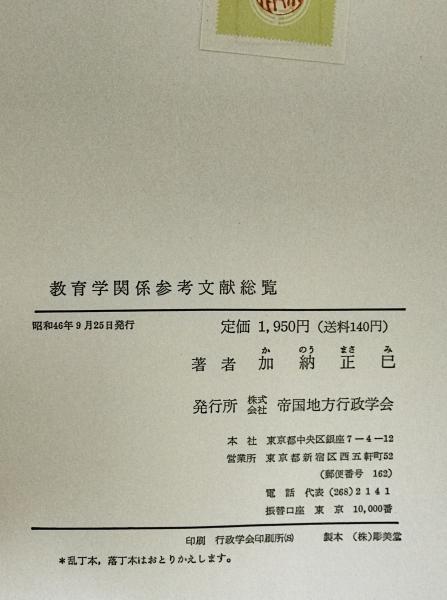 教育学関係参考文献総覧
昭和46年9月25日発行
定価 1,950円(送料140円)
か のう まさ み
著者 加納正巳
発行所 株式会社 帝国地方行政学会
本社 東京都中央区銀座7-4-12
営業所 東京都新宿区西五軒町52
(郵便番号 162)
電話 代表(268)2141
振替口座 東京 10,000番
印刷 行政学会印刷所(S) 製本 (株)彫美堂
*乱丁本,落丁本はおとりかえします。